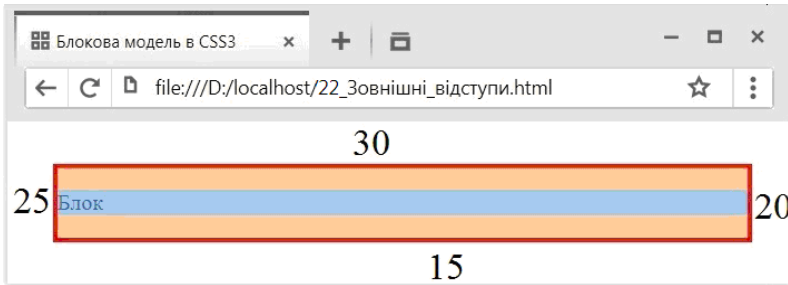 Блокова модель в CSS3
file:///D:/localhost/22_Зовнішні_відступи.html
30
25
Блок
20
15